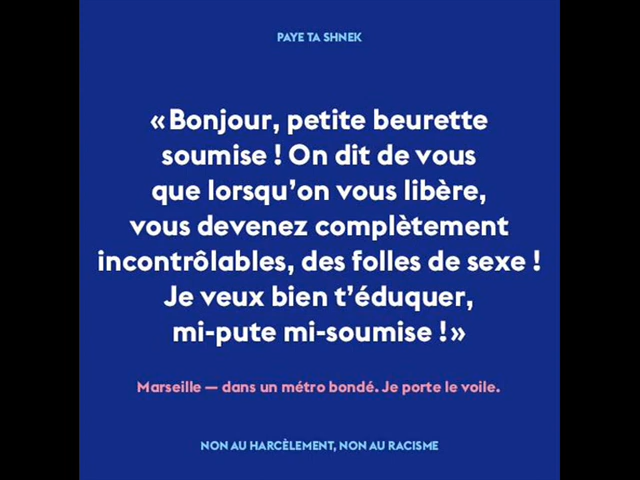 PAYE TA SHNEK
« Bonjour, petite beurette
soumise ! On dit de vous
que lorsqu’on vous libère,
vous devenez complètement
incontrôlables, des folles de sexe !
Je veux bien t’éduquer,
mi-pute mi-soumise ! »
Marseille — dans un métro bondé. Je porte le voile.
NON AU HARCÈLEMENT, NON AU RACISME